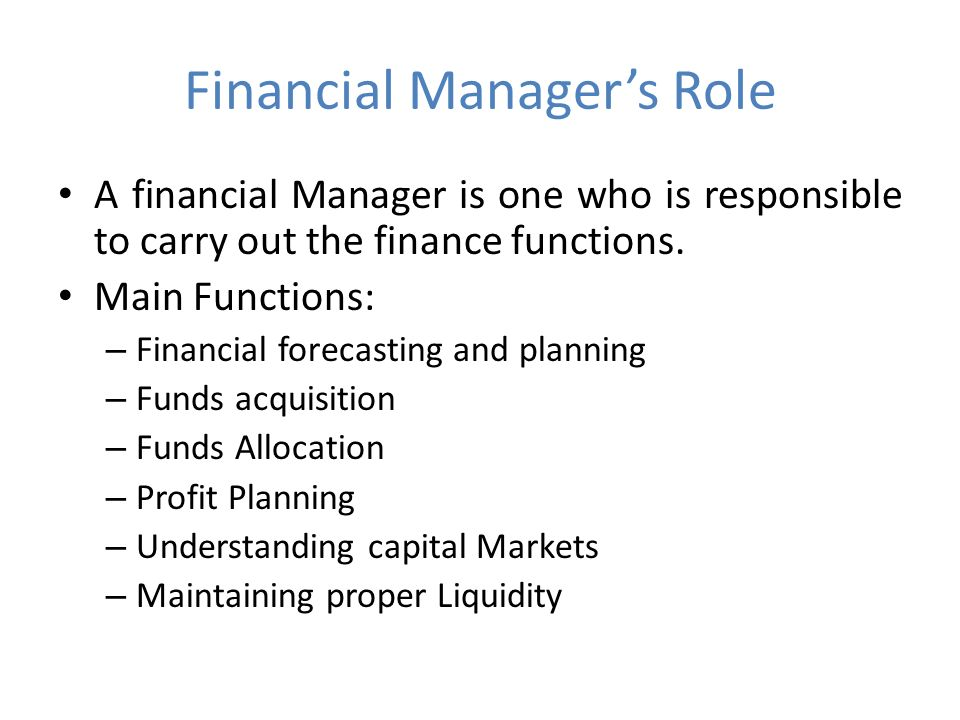 Financial Manager’s Role
• A financial Manager is one who is responsible
to carry out the finance functions.
• Main Functions:
– Financial forecasting and planning
– Funds acquisition
– Funds Allocation
– Profit Planning
– Understanding capital Markets
– Maintaining proper Liquidity